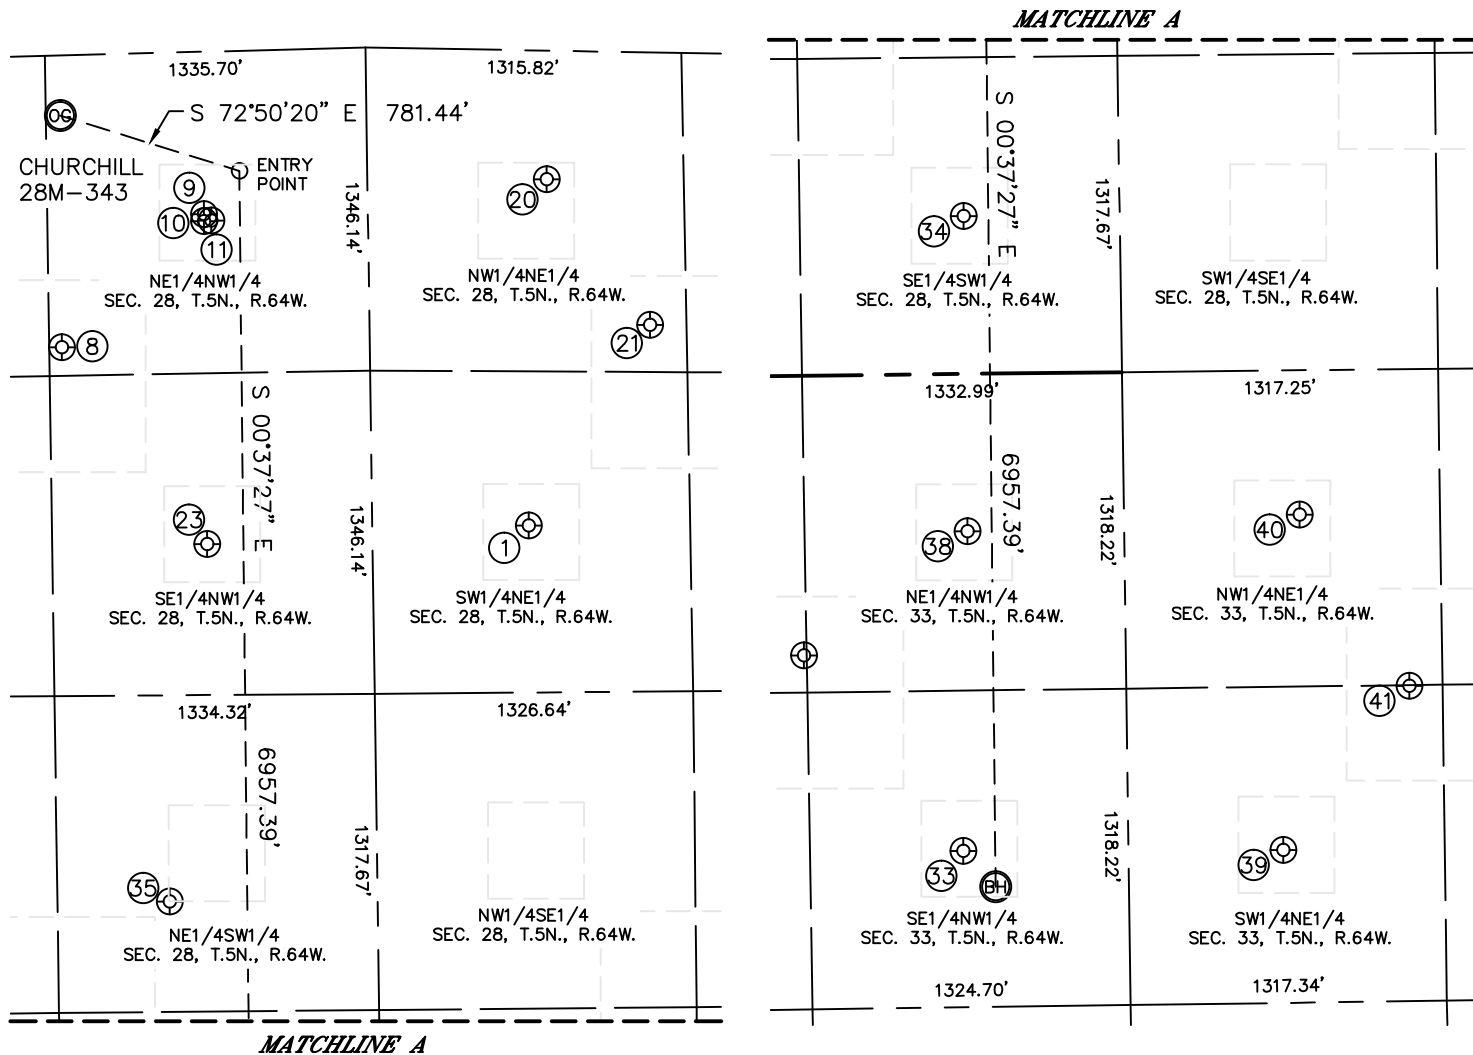 MATCHLINE A
1335.70'
1315.82'
OG
S 72°50'20" E 781.44'
CHURCHILL
28M-343
ENTRY
POINT
9
10
11
20
1346.14'
NE1/4NW1/4
SEC. 28, T.5N., R.64W.
NW1/4NE1/4
SEC. 28, T.5N., R.64W.
8
21
S 00°37'27" E
23
1
1346.14'
SE1/4NW1/4
SEC. 28, T.5N., R.64W.
SW1/4NE1/4
SEC. 28, T.5N., R.64W.
1334.32'
1326.64'
6957.39'
1317.67'
35
NE1/4SW1/4
SEC. 28, T.5N., R.64W.
NW1/4SE1/4
SEC. 28, T.5N., R.64W.
MATCHLINE A
S 00°37'27" E
1317.67'
34
SE1/4SW1/4
SEC. 28, T.5N., R.64W.
SW1/4SE1/4
SEC. 28, T.5N., R.64W.
1332.99'
1317.25'
6957.39'
1318.22'
38
40
NE1/4NW1/4
SEC. 33, T.5N., R.64W.
NW1/4NE1/4
SEC. 33, T.5N., R.64W.
41
1318.22'
33
BH
39
SE1/4NW1/4
SEC. 33, T.5N., R.64W.
SW1/4NE1/4
SEC. 33, T.5N., R.64W.
1324.70'
1317.34'